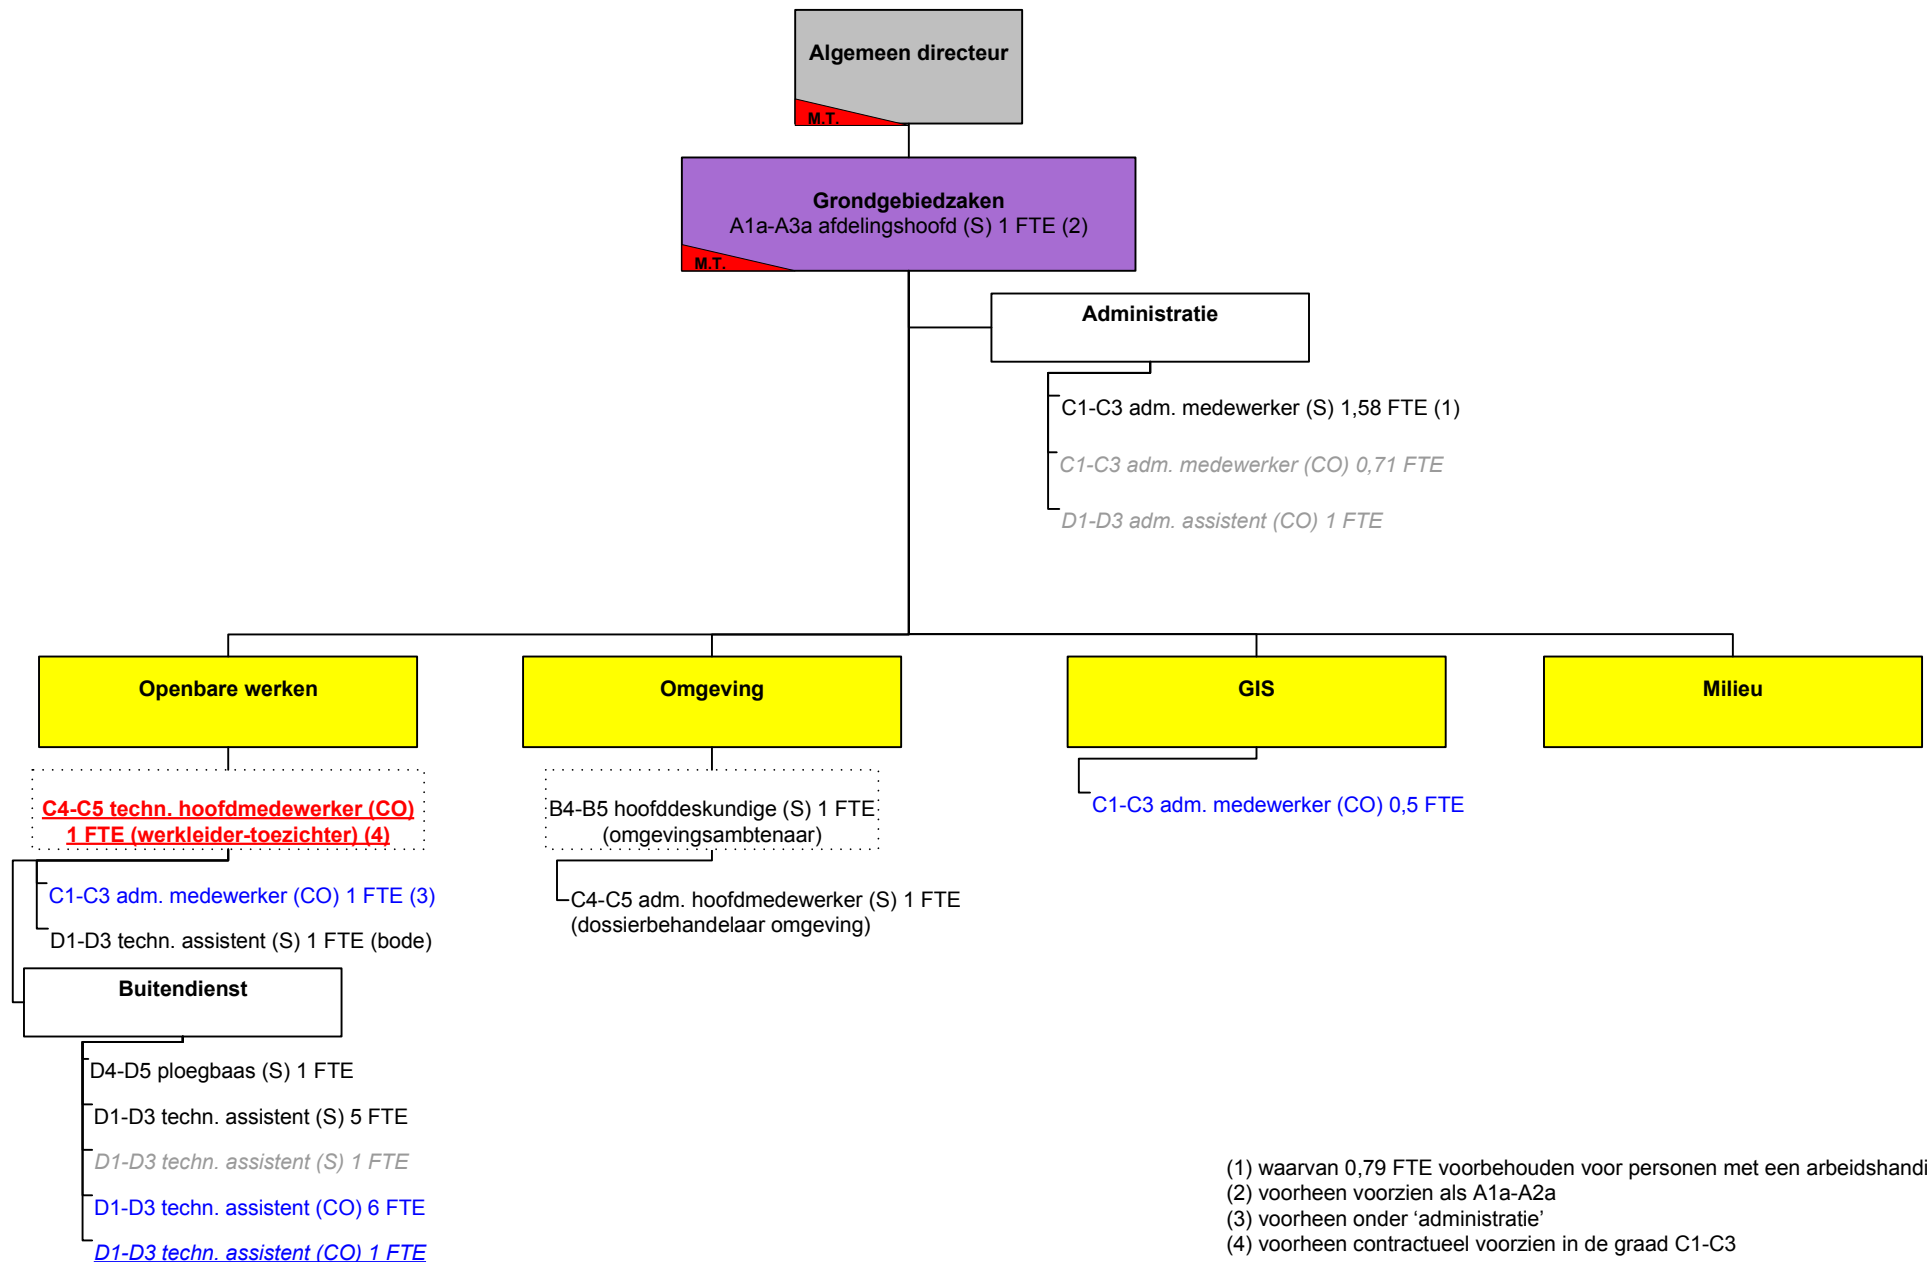 Algemeen directeur
M.T.
Grondgebiedzaken
A1a-A3a afdelingshoofd (S) 1 FTE (2)
M.T.
Administratie
C1-C3 adm. medewerker (S) 1,58 FTE (1)
C1-C3 adm. medewerker (CO) 0,71 FTE
D1-D3 adm. assistent (CO) 1 FTE
Openbare werken
Omgeving
GIS
Milieu
C4-C5 techn. hoofdmedewerker (CO)
1 FTE (werkleider-toezichter) (4)
C1-C3 adm. medewerker (CO) 1 FTE (3)
D1-D3 techn. assistent (S) 1 FTE (bode)
Buitendienst
D4-D5 ploegbaas (S) 1 FTE
D1-D3 techn. assistent (S) 5 FTE
D1-D3 techn. assistent (S) 1 FTE
D1-D3 techn. assistent (CO) 6 FTE
D1-D3 techn. assistent (CO) 1 FTE
B4-B5 hoofddeskundige (S) 1 FTE
(omgevingsambtenaar)
C4-C5 adm. hoofdmedewerker (S) 1 FTE
(dossierbehandelaar omgeving)
C1-C3 adm. medewerker (CO) 0,5 FTE
(1) waarvan 0,79 FTE voorbehouden voor personen met een arbeidshandi
(2) voorheen voorzien als A1a-A2a
(3) voorheen onder ‘administratie’
(4) voorheen contractueel voorzien in de graad C1-C3